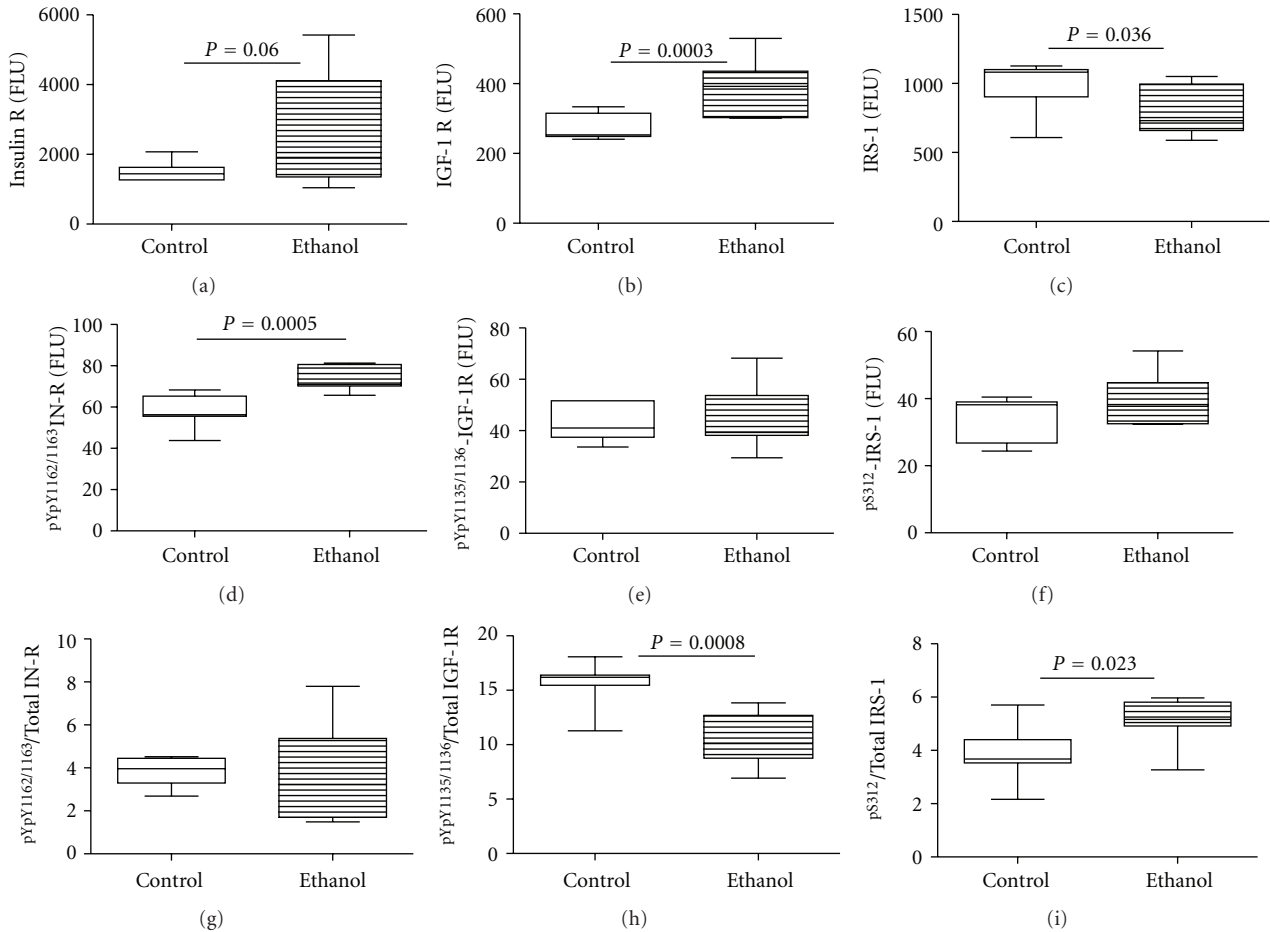 Insulin R (FLU)
6000
4000
2000
0
P = 0.06
Control Ethanol
(a)
IGF-1 R (FLU)
600
400
200
0
P = 0.0003
Control Ethanol
(b)
IRS-1 (FLU)
1500
1000
500
0
P = 0.036
Control Ethanol
(c)
pYpY1162/1163IN-R (FLU)
100
80
60
40
20
0
P = 0.0005
Control Ethanol
(d)
pYpY1135/1136-IGF-1R (FLU)
80
60
40
20
0
Control Ethanol
(e)
pS312-IRS-1 (FLU)
60
40
20
0
Control Ethanol
(f)
pYpY1162/1163/Total IN-R
10
8
6
4
2
0
Control Ethanol
(g)
pYpY1135/1136/Total IGF-1R
20
15
10
5
0
P = 0.0008
Control Ethanol
(h)
pS312/Total IRS-1
8
6
4
2
0
P = 0.023
Control Ethanol
(i)